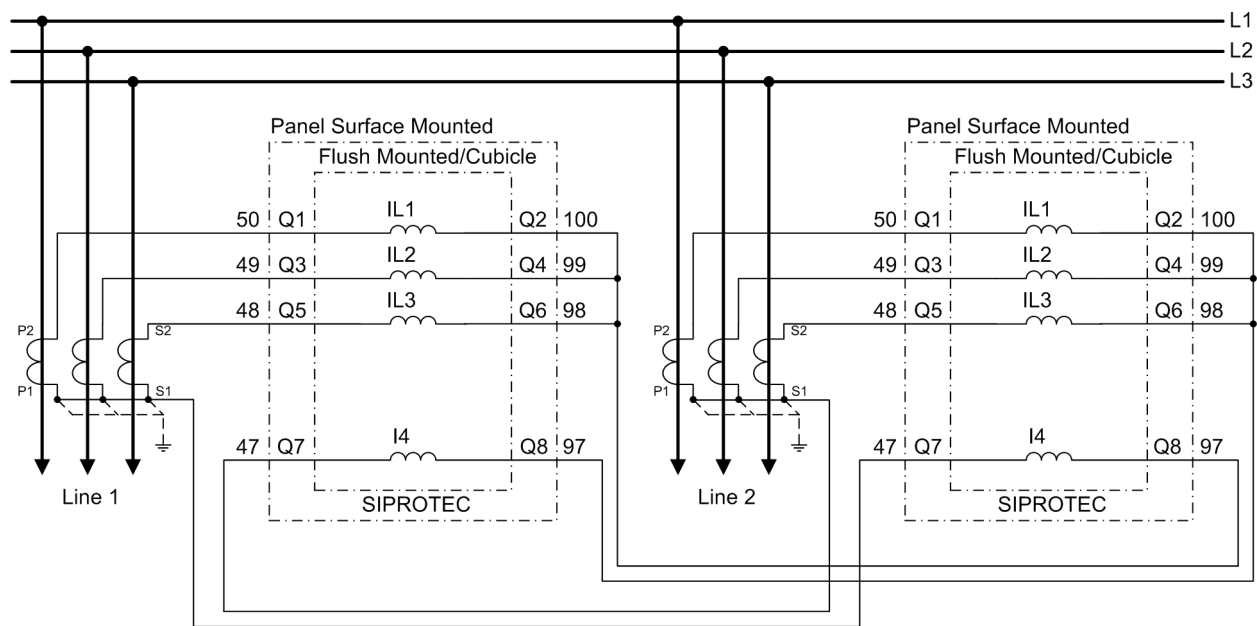 L1
L2
L3
Panel Surface Mounted
Flush Mounted/Cubicle
50 Q1 IL1 Q2 100
49 Q3 IL2 Q4 99
48 Q5 IL3 Q6 98
P2 S2
P1 S1
47 Q7 I4 Q8 97
Line 1
SIPROTEC
Panel Surface Mounted
Flush Mounted/Cubicle
50 Q1 IL1 Q2 100
49 Q3 IL2 Q4 99
48 Q5 IL3 Q6 98
P2 S2
P1 S1
47 Q7 I4 Q8 97
Line 2
SIPROTEC